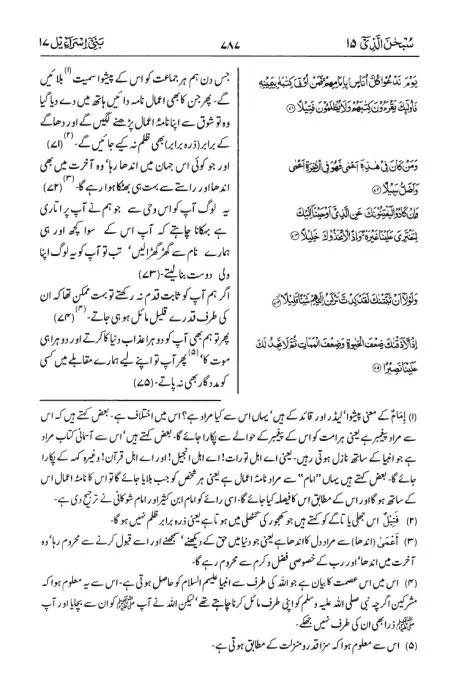 سُبْحٰنَ الَّذِیْ ۱۵
۷۸۷
بَنِیْ اِسْرَآءِیْل ۱۷
یَوْمَ نَدْعُوْا كُلَّ اُنَاسٍۭ بِاِمَامِهِمْ فَمَنْ اُوْتِیَ كِتٰبَهٗ بِیَمِیْنِهٖ
فَاُولٰٓىِٕكَ یَقْرَءُوْنَ كِتٰبَهُمْ وَلَا یُظْلَمُوْنَ فَتِیْلًا ﴿۷۱﴾
وَمَنْ كَانَ فِیْ هٰذِهٖۤ اَعْمٰی فَهُوَ فِی الْاٰخِرَةِ اَعْمٰی
وَاَضَلُّ سَبِیْلًا ﴿۷۲﴾
وَاِنْ كَادُوْا لَیَفْتِنُوْنَكَ عَنِ الَّذِیْۤ اَوْحَیْنَاۤ اِلَیْكَ
لِتَفْتَرِیَ عَلَیْنَا غَیْرَهٗ ۖ وَاِذًا لَّاتَّخَذُوْكَ خَلِیْلًا ﴿۷۳﴾
وَلَوْلَاۤ اَنْ ثَبَّتْنٰكَ لَقَدْ كِدْتَّ تَرْكَنُ اِلَیْهِمْ شَیْـًٔا قَلِیْلًا ﴿۷۴﴾
اِذًا لَّاَذَقْنٰكَ ضِعْفَ الْحَیٰوةِ وَضِعْفَ الْمَمَاتِ ثُمَّ لَا تَجِدُ لَكَ
عَلَیْنَا نَصِیْرًا ﴿۷۵﴾
جس دن ہم ہر جماعت کو اس کے پیشوا سمیت (۱) بلائیں
گے۔ پھر جن کا بھی اعمال نامہ دائیں ہاتھ میں دے دیا گیا
وہ تو شوق سے اپنا نامۂ اعمال پڑھنے لگیں گے اور دھاگے
کے برابر (ذرہ برابر) بھی ظلم نہ کیے جائیں گے۔ (۲) (۷۱)
اور جو کوئی اس جہان میں اندھا رہا، وہ آخرت میں بھی
اندھا اور راستے سے بہت ہی بھٹکا ہوا رہے گا۔ (۳) (۷۲)
یہ لوگ آپ کو اس وحی سے جو ہم نے آپ پر اتاری
ہے بہکانا چاہتے کہ آپ اس کے سوا کچھ اور ہی
ہمارے نام سے گھڑ گھڑا لیں، تب تو آپ کو یہ لوگ اپنا
ولی دوست بنا لیتے۔ (۷۳)
اگر ہم آپ کو ثابت قدم نہ رکھتے تو بہت ممکن تھا کہ ان
کی طرف قدرے قلیل مائل ہو ہی جاتے۔ (۴) (۷۴)
پھر تو ہم بھی آپ کو دوہرا عذاب دنیا کا کرتے اور دوہرا ہی
موت کا، (۵) پھر آپ تو اپنے لیے ہمارے مقابلے میں کسی
کو مددگار بھی نہ پاتے۔ (۷۵)
(۱) اِمَامٌ کے معنی پیشوا، لیڈر اور قائد کے ہیں، یہاں اس سے کیا مراد ہے؟ اس میں اختلاف ہے۔ بعض کہتے ہیں کہ اس
سے مراد پیغمبر ہے یعنی ہر امت کو اس کے پیغمبر کے حوالے سے پکارا جائے گا۔ بعض کہتے ہیں، اس سے آسمانی کتاب مراد
ہے جو انبیا کے ساتھ نازل ہوتی رہیں۔ یعنی اے اہل تورات! اے اہل انجیل! اور اے اہل قرآن! وغیرہ کہہ کے پکارا
جائے گا۔ بعض کہتے ہیں یہاں "امام" سے مراد نامۂ اعمال ہے یعنی ہر شخص کو جب بلایا جائے گا تو اس کا نامۂ اعمال اس
کے ساتھ ہو گا اور اس کے مطابق اس کا فیصلہ کیا جائے گا۔ اسی رائے کو امام ابن کثیر اور امام شوکانی نے ترجیح دی ہے۔
(۲) فَتِیْلٌ اس جھلی یا تاگے کو کہتے ہیں جو کھجور کی گٹھلی میں ہوتا ہے یعنی ذرہ برابر ظلم نہیں ہو گا۔
(۳) أَعْمَىٰ (اندھا) سے مراد دل کا اندھا ہے یعنی جو دنیا میں حق کے دیکھنے، سمجھنے اور اسے قبول کرنے سے محروم رہا، وہ
آخرت میں اندھا، اور رب کے خصوصی فضل و کرم سے محروم رہے گا۔
(۴) اس میں اس عصمت کا بیان ہے جو اللہ کی طرف سے انبیا علیہم السلام کو حاصل ہوتی ہے۔ اس سے یہ معلوم ہوا کہ
مشرکین اگرچہ نبی صلی اللہ علیہ وسلم کو اپنی طرف مائل کرنا چاہتے تھے، لیکن اللہ نے آپ ﷺ کو ان سے بچایا اور آپ
ﷺ ذرا بھی ان کی طرف نہیں جھکے۔
(۵) اس سے معلوم ہوا کہ سزا قدر و منزلت کے مطابق ہوتی ہے۔